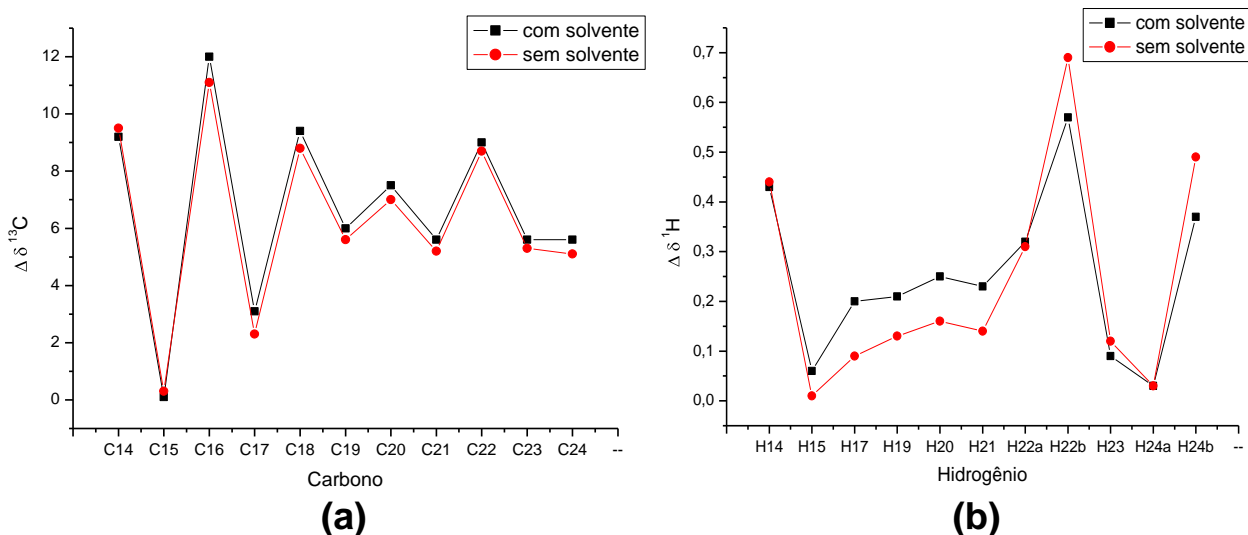 com solvente
sem solvente
12
10
8
6
4
2
0
Δ δ ¹³C
C14 C15 C16 C17 C18 C19 C20 C21 C22 C23 C24 --
Carbono
(a)
com solvente
sem solvente
0,7
0,6
0,5
0,4
0,3
0,2
0,1
0,0
Δ δ ¹H
H14 H15 H17 H19 H20 H21 H22a H22b H23 H24a H24b --
Hidrogênio
(b)